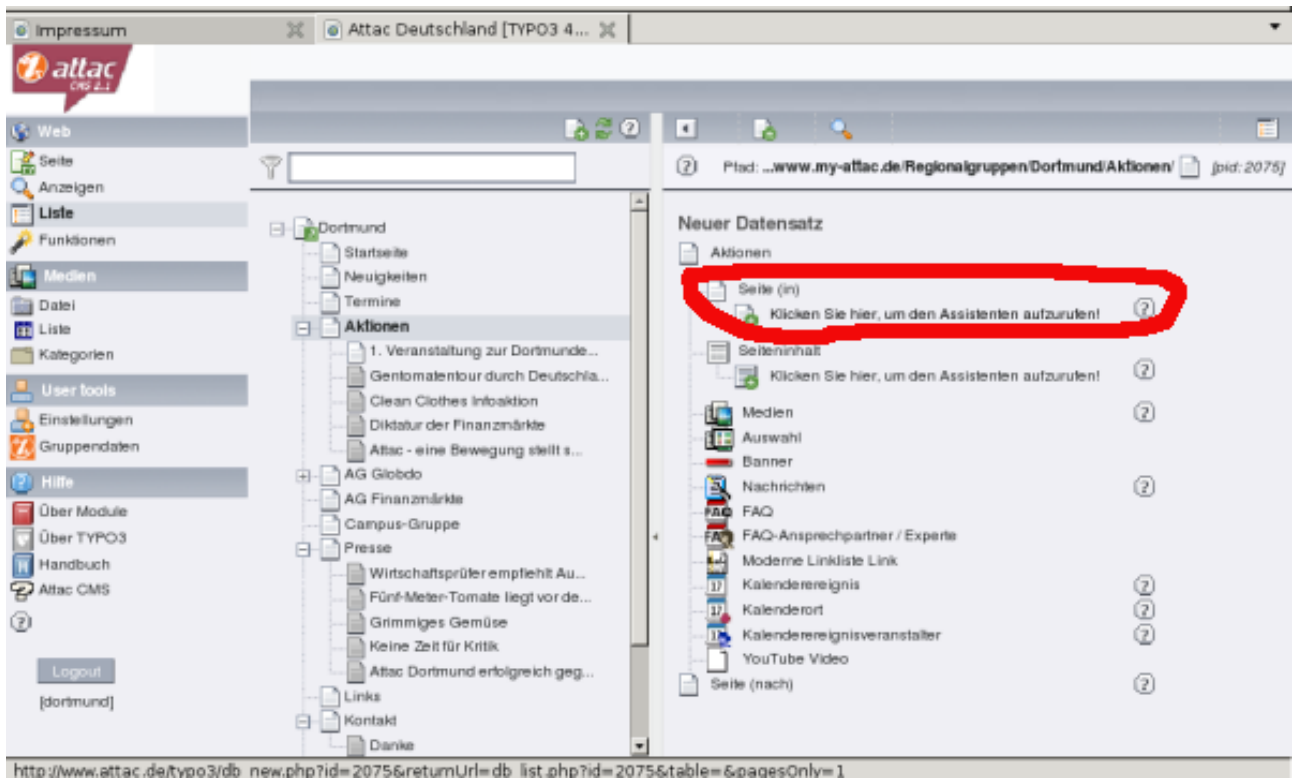 Impressum
Attac Deutschland [TYPO3 4...
attac
CMS 2.1
Web
Seite
Anzeigen
Liste
Funktionen
Medien
Datei
Liste
Kategorien
User tools
Einstellungen
Gruppendaten
Hilfe
Über Module
Über TYPO3
Handbuch
Attac CMS
Logout
[dortmund]
Dortmund
Startseite
Neuigkeiten
Termine
Aktionen
1. Veranstaltung zur Dortmunde...
Gentomatentour durch Deutschla...
Clean Clothes Infoaktion
Diktatur der Finanzmärkte
Attac - eine Bewegung stellt s...
AG Globdo
AG Finanzmärkte
Campus-Gruppe
Presse
Wirtschaftsprüfer empfiehlt Au...
Fünf-Meter-Tomate liegt vor de...
Grimmiges Gemüse
Keine Zeit für Kritik
Attac Dortmund erfolgreich geg...
Links
Kontakt
Danke
Pfad: ...www.my-attac.de/Regionalgruppen/Dortmund/Aktionen/ [pid: 2075]
Neuer Datensatz
Aktionen
Seite (in)
Klicken Sie hier, um den Assistenten aufzurufen!
Seiteninhalt
Klicken Sie hier, um den Assistenten aufzurufen!
Medien
Auswahl
Banner
Nachrichten
FAQ FAQ
FAQ FAQ-Ansprechpartner / Experte
Moderne Linkliste Link
17 Kalenderereignis
17 Kalenderort
17 Kalenderereignisveranstalter
YouTube Video
Seite (nach)
http://www.attac.de/typo3/db_new.php?id=2075&returnUrl=db_list.php?id=2075&table=&pagesOnly=1